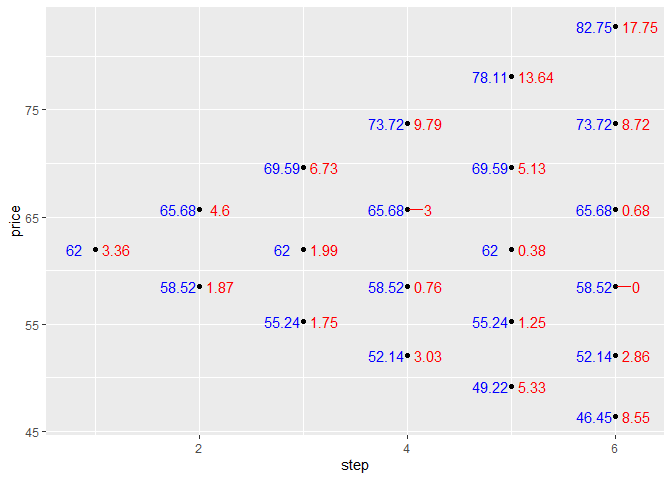 82.75 17.75
78.11 13.64
75
73.72 9.79 73.72 8.72
69.59 6.73 69.59 5.13
65
65.68 4.6 65.68 3 65.68 0.68
62 3.36 62 1.99 62 0.38
price
58.52 1.87 58.52 0.76 58.52 0
55
55.24 1.75 55.24 1.25
52.14 3.03 52.14 2.86
49.22 5.33
46.45 8.55
45
2 4 6
step